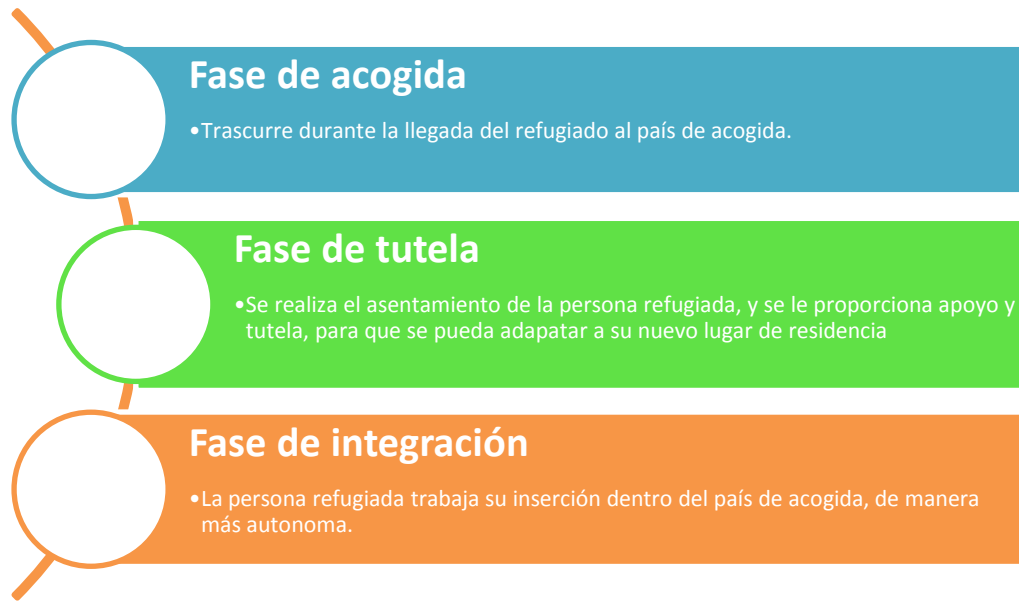 Fase de acogida
•Trascurre durante la llegada del refugiado al país de acogida.
Fase de tutela
•Se realiza el asentamiento de la persona refugiada, y se le proporciona apoyo y
tutela, para que se pueda adapatar a su nuevo lugar de residencia
Fase de integración
•La persona refugiada trabaja su inserción dentro del país de acogida, de manera
más autonoma.